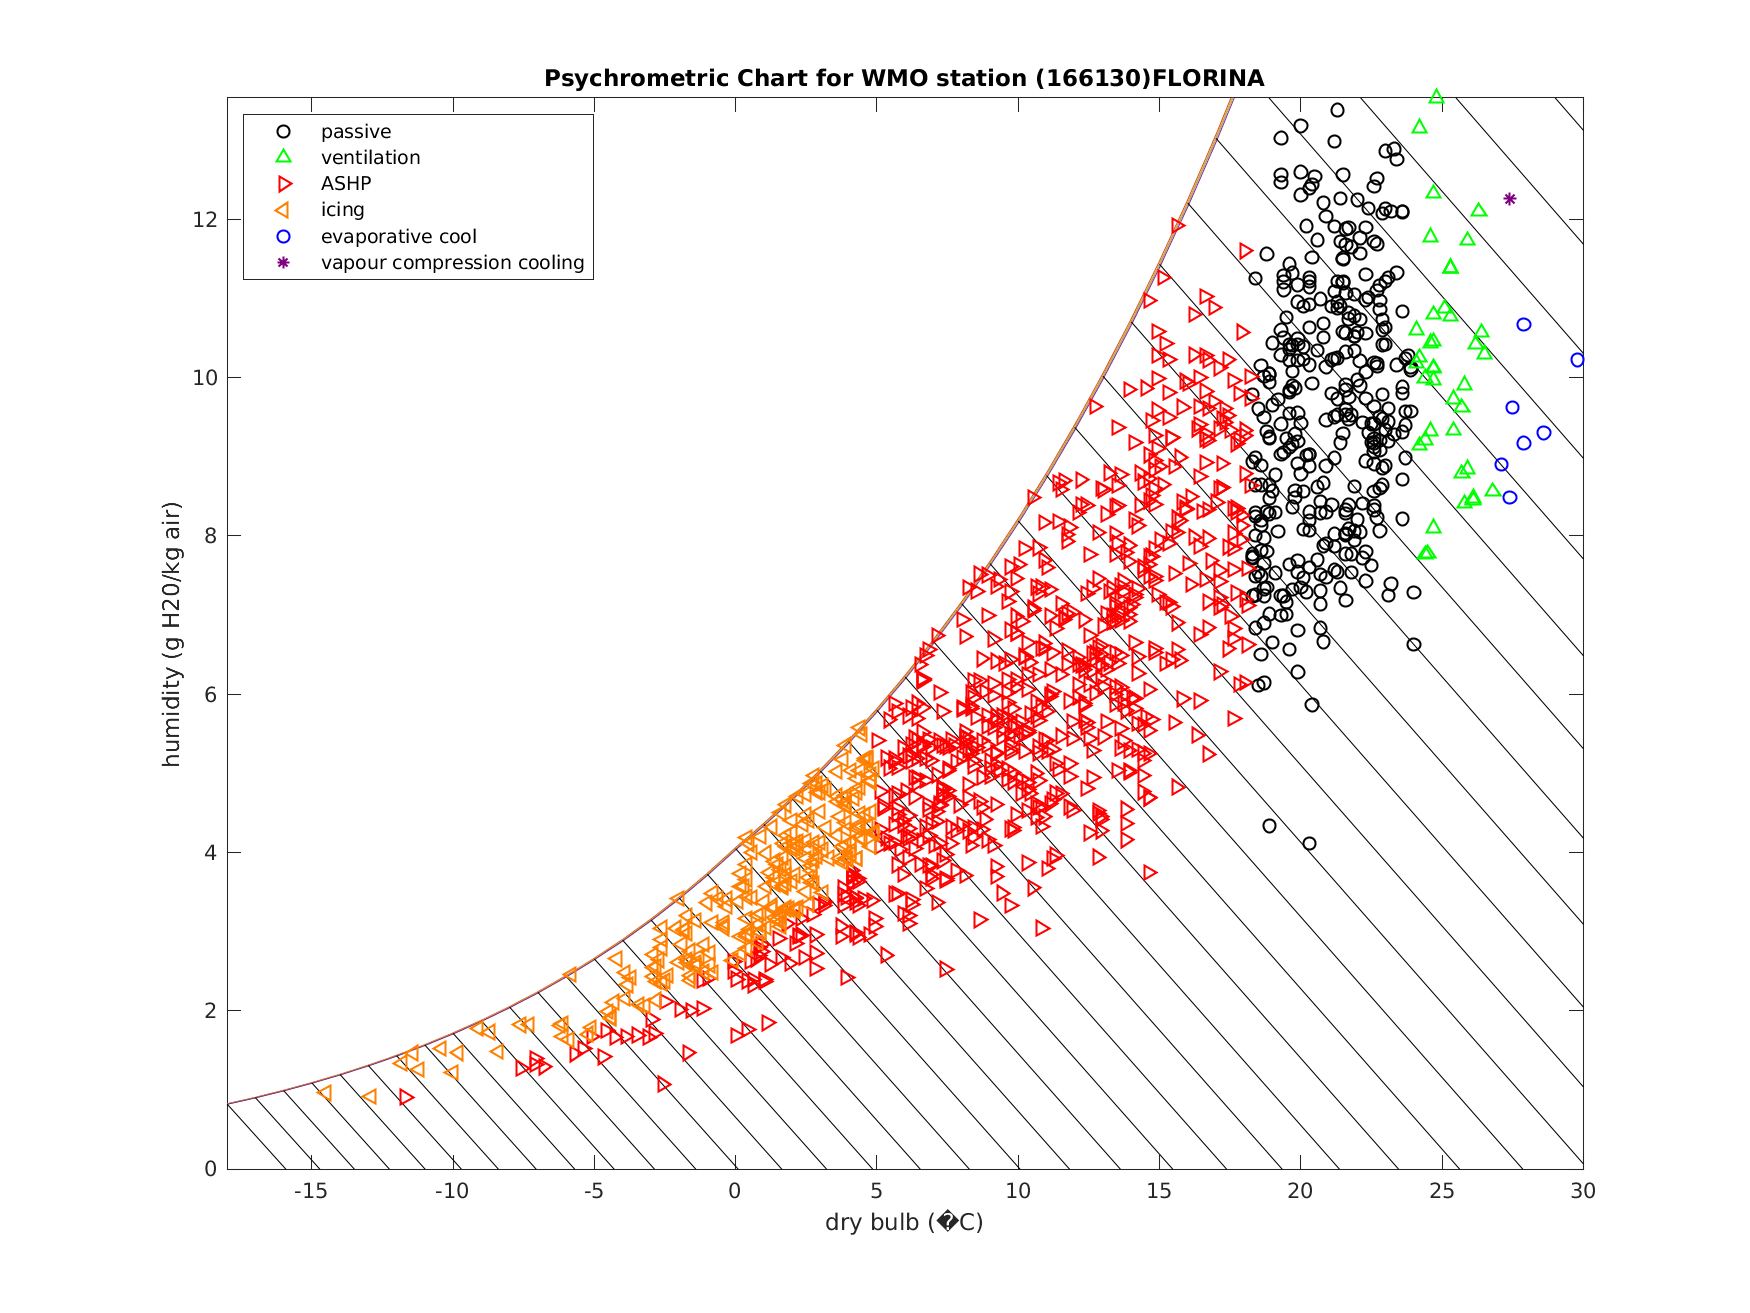 Psychrometric Chart for WMO station (166130)FLORINA
passive
ventilation
ASHP
icing
evaporative cool
vapour compression cooling
humidity (g H20/kg air)
12
10
8
6
4
2
0
-15 -10 -5 0 5 10 15 20 25 30
dry bulb (�C)